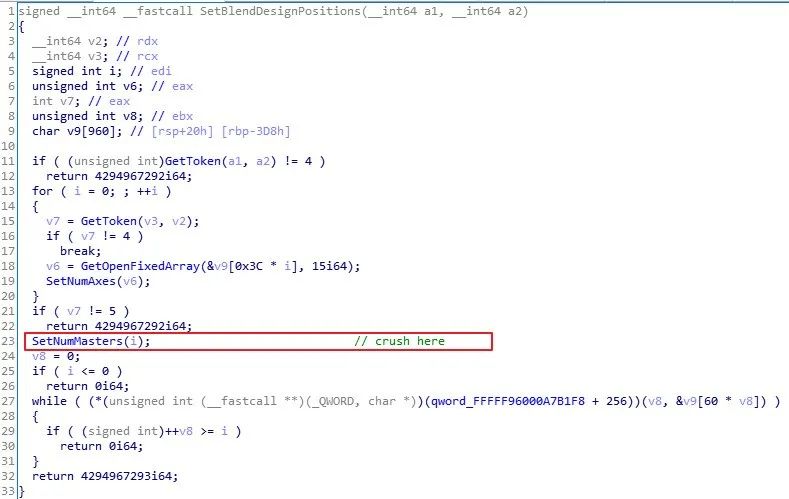 1 signed __int64 __fastcall SetBlendDesignPositions(__int64 a1, __int64 a2)
2 {
3   __int64 v2; // rdx
4   __int64 v3; // rcx
5   signed int i; // edi
6   unsigned int v6; // eax
7   int v7; // eax
8   unsigned int v8; // ebx
9   char v9[960]; // [rsp+20h] [rbp-3D8h]
10
11   if ( (unsigned int)GetToken(a1, a2) != 4 )
12     return 4294967292i64;
13   for ( i = 0; ; ++i )
14   {
15     v7 = GetToken(v3, v2);
16     if ( v7 != 4 )
17       break;
18     v6 = GetOpenFixedArray(&v9[0x3C * i], 15i64);
19     SetNumAxes(v6);
20   }
21   if ( v7 != 5 )
22     return 4294967292i64;
23   SetNumMasters(i);                             // crush here
24   v8 = 0;
25   if ( i <= 0 )
26     return 0i64;
27   while ( (*(unsigned int (__fastcall **)(_QWORD, char *))(qword_FFFFF96000A7B1F8 + 256))(v8, &v9[60 * v8]) )
28   {
29     if ( (signed int)++v8 >= i )
30       return 0i64;
31   }
32   return 4294967293i64;
33 }